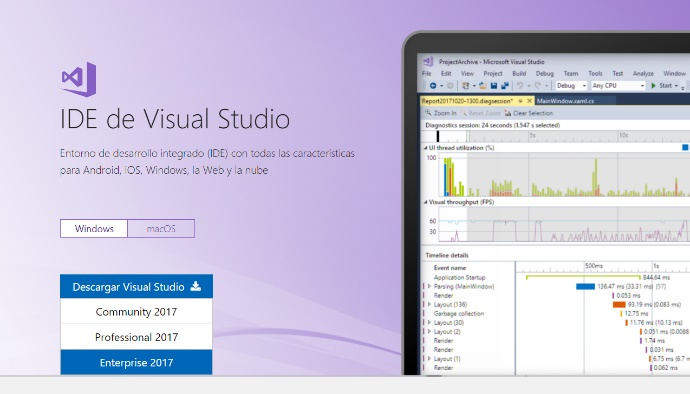 IDE de Visual Studio
Entorno de desarrollo integrado (IDE) con todas las características
para Android, iOS, Windows, la Web y la nube
Windows
macOS
Descargar Visual Studio
Community 2017
Professional 2017
Enterprise 2017
ProjectArchive - Microsoft Visual Studio
File Edit View Project Build Debug Team Tools Test Analyze Window
Debug Any CPU Start
Report20171020-1300.diagsession* MainWindow.xaml.cs
Zoom In Reset Zoom Clear Selection
Diagnostics session: 24 seconds (3.547 s selected)
5s 10s
UI thread utilization (%)
100
Visual throughput (FPS)
60
30
Timeline details
Event name 500ms 1s
Application Startup 844.64 ms
Parsing (MainWindow) 136.47 ms (33.31 ms) [57]
Render 0.053 ms
Layout (136) 93.19 ms (0.083 ms)
Garbage collection 12.75 ms
Layout (30) 11.76 ms (10.13 ms)
Layout (2) 0.051 ms (0.0088
Render 1.74 ms
Render 0.031 ms
Layout (1) 6.75 ms (6.7 m
Render 0.062 ms